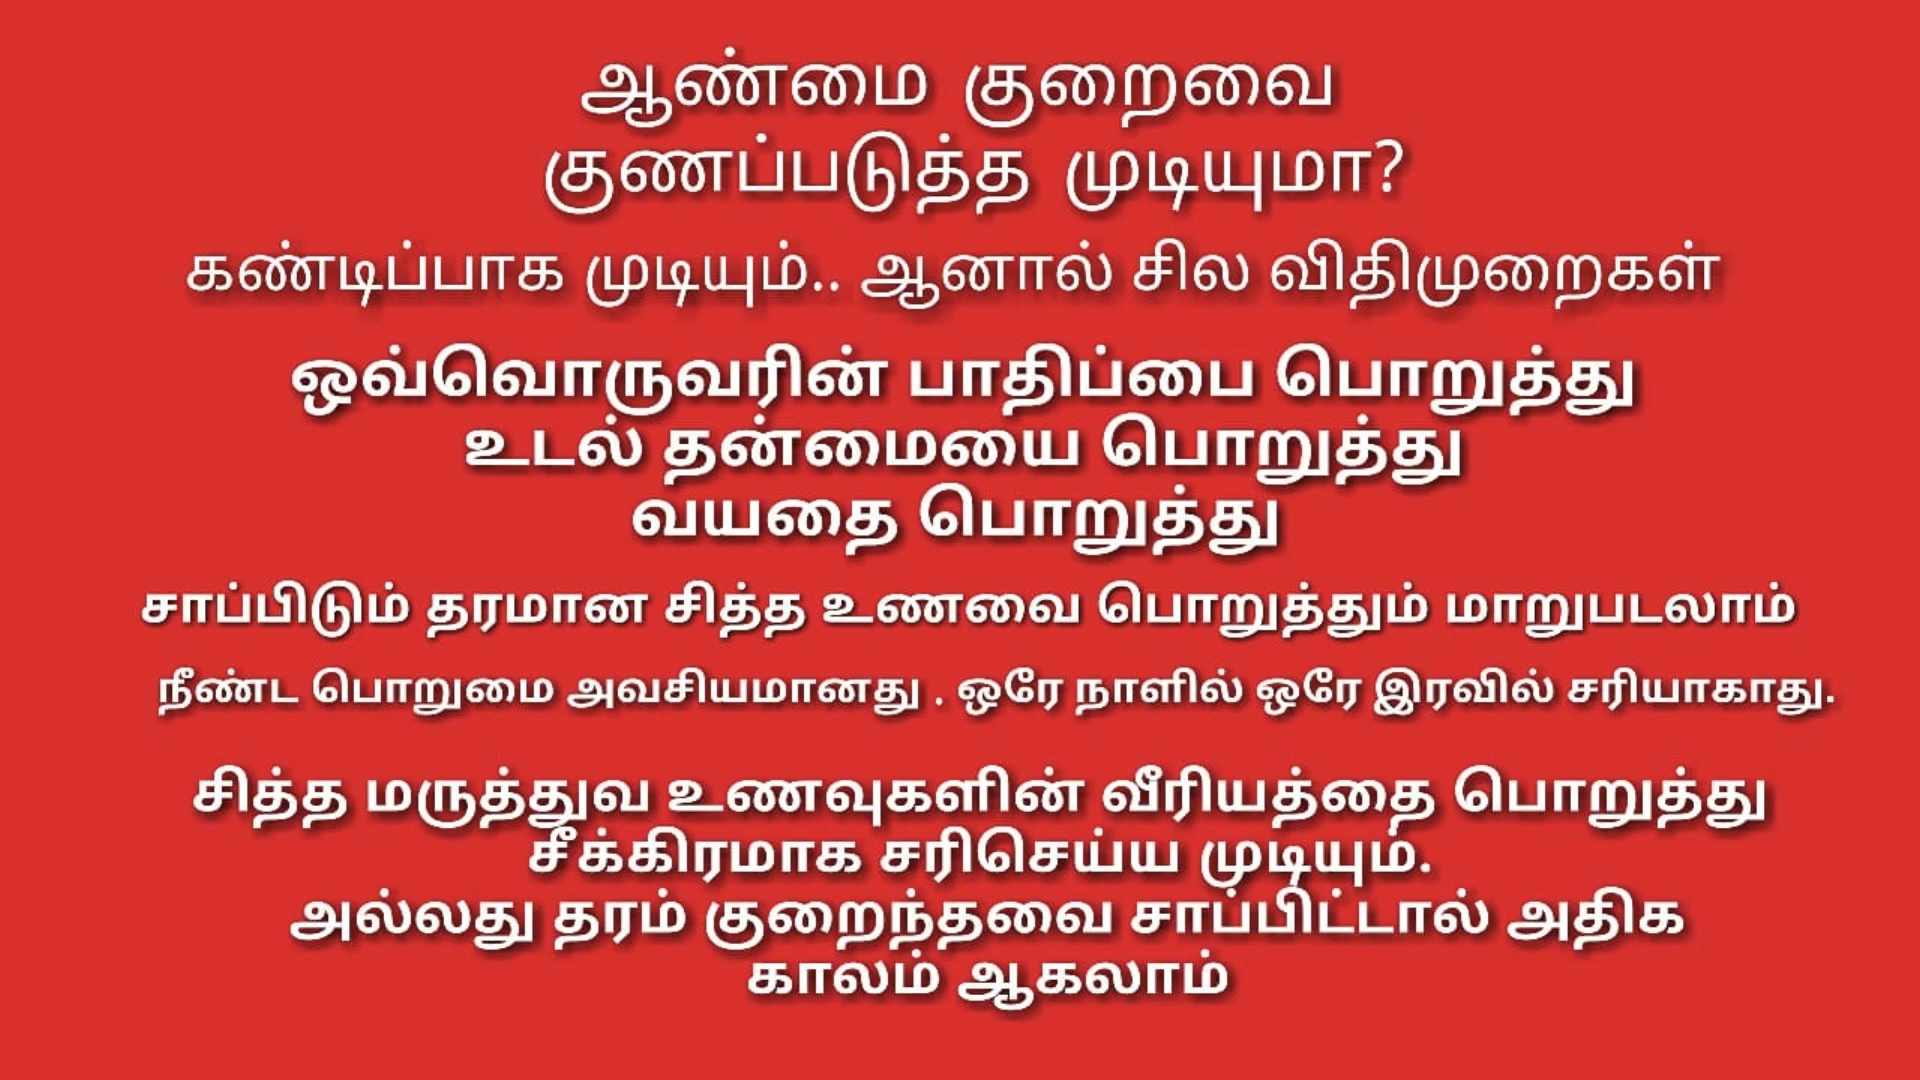 ஆண்மை குறைவை
குணப்படுத்த முடியுமா?
கண்டிப்பாக முடியும்.. ஆனால் சில விதிமுறைகள்
ஒவ்வொருவரின் பாதிப்பை பொறுத்து
உடல் தன்மையை பொறுத்து
வயதை பொறுத்து
சாப்பிடும் தரமான சித்த உணவை பொறுத்தும் மாறுபடலாம்
நீண்ட பொறுமை அவசியமானது . ஒரே நாளில் ஒரே இரவில் சரியாகாது.
சித்த மருத்துவ உணவுகளின் வீரியத்தை பொறுத்து
சீக்கிரமாக சரிசெய்ய முடியும்.
அல்லது தரம் குறைந்தவை சாப்பிட்டால் அதிக
காலம் ஆகலாம்